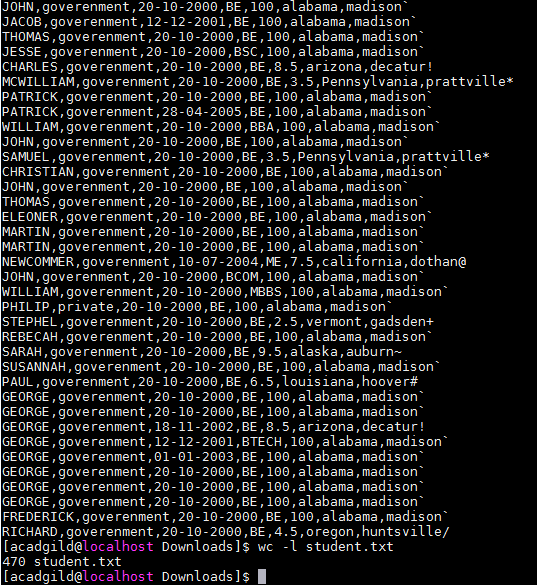 JOHN,goverenment,20-10-2000,BE,100,alabama,madison`
JACOB,goverenment,12-12-2001,BE,100,alabama,madison`
THOMAS,goverenment,20-10-2000,BE,100,alabama,madison`
JESSE,goverenment,20-10-2000,BSC,100,alabama,madison`
CHARLES,goverenment,20-10-2000,BE,8.5,arizona,decatur!
MCWILLIAM,goverenment,20-10-2000,BE,3.5,Pennsylvania,prattville*
PATRICK,goverenment,20-10-2000,BE,100,alabama,madison`
PATRICK,goverenment,28-04-2005,BE,100,alabama,madison`
WILLIAM,goverenment,20-10-2000,BBA,100,alabama,madison`
JOHN,goverenment,20-10-2000,BE,100,alabama,madison`
SAMUEL,goverenment,20-10-2000,BE,3.5,Pennsylvania,prattville*
CHRISTIAN,goverenment,20-10-2000,BE,100,alabama,madison`
JOHN,goverenment,20-10-2000,BE,100,alabama,madison`
THOMAS,goverenment,20-10-2000,BE,100,alabama,madison`
ELEONER,goverenment,20-10-2000,BE,100,alabama,madison`
MARTIN,goverenment,20-10-2000,BE,100,alabama,madison`
MARTIN,goverenment,20-10-2000,BE,100,alabama,madison`
NEWCOMMER,goverenment,10-07-2004,ME,7.5,california,dothan@
JOHN,goverenment,20-10-2000,BCOM,100,alabama,madison`
WILLIAM,goverenment,20-10-2000,MBBS,100,alabama,madison`
PHILIP,private,20-10-2000,BE,100,alabama,madison`
STEPHEL,goverenment,20-10-2000,BE,2.5,vermont,gadsden+
REBECAH,goverenment,20-10-2000,BE,100,alabama,madison`
SARAH,goverenment,20-10-2000,BE,9.5,alaska,auburn~
SUSANNAH,goverenment,20-10-2000,BE,100,alabama,madison`
PAUL,goverenment,20-10-2000,BE,6.5,louisiana,hoover#
GEORGE,goverenment,20-10-2000,BE,100,alabama,madison`
GEORGE,goverenment,20-10-2000,BE,100,alabama,madison`
GEORGE,goverenment,18-11-2002,BE,8.5,arizona,decatur!
GEORGE,goverenment,12-12-2001,BTECH,100,alabama,madison`
GEORGE,goverenment,01-01-2003,BE,100,alabama,madison`
GEORGE,goverenment,20-10-2000,BE,100,alabama,madison`
GEORGE,goverenment,20-10-2000,BE,100,alabama,madison`
GEORGE,goverenment,20-10-2000,BE,100,alabama,madison`
FREDERICK,goverenment,20-10-2000,BE,100,alabama,madison`
RICHARD,goverenment,20-10-2000,BE,4.5,oregon,huntsville/
[acadgild@localhost Downloads]$ wc -l student.txt
470 student.txt
[acadgild@localhost Downloads]$